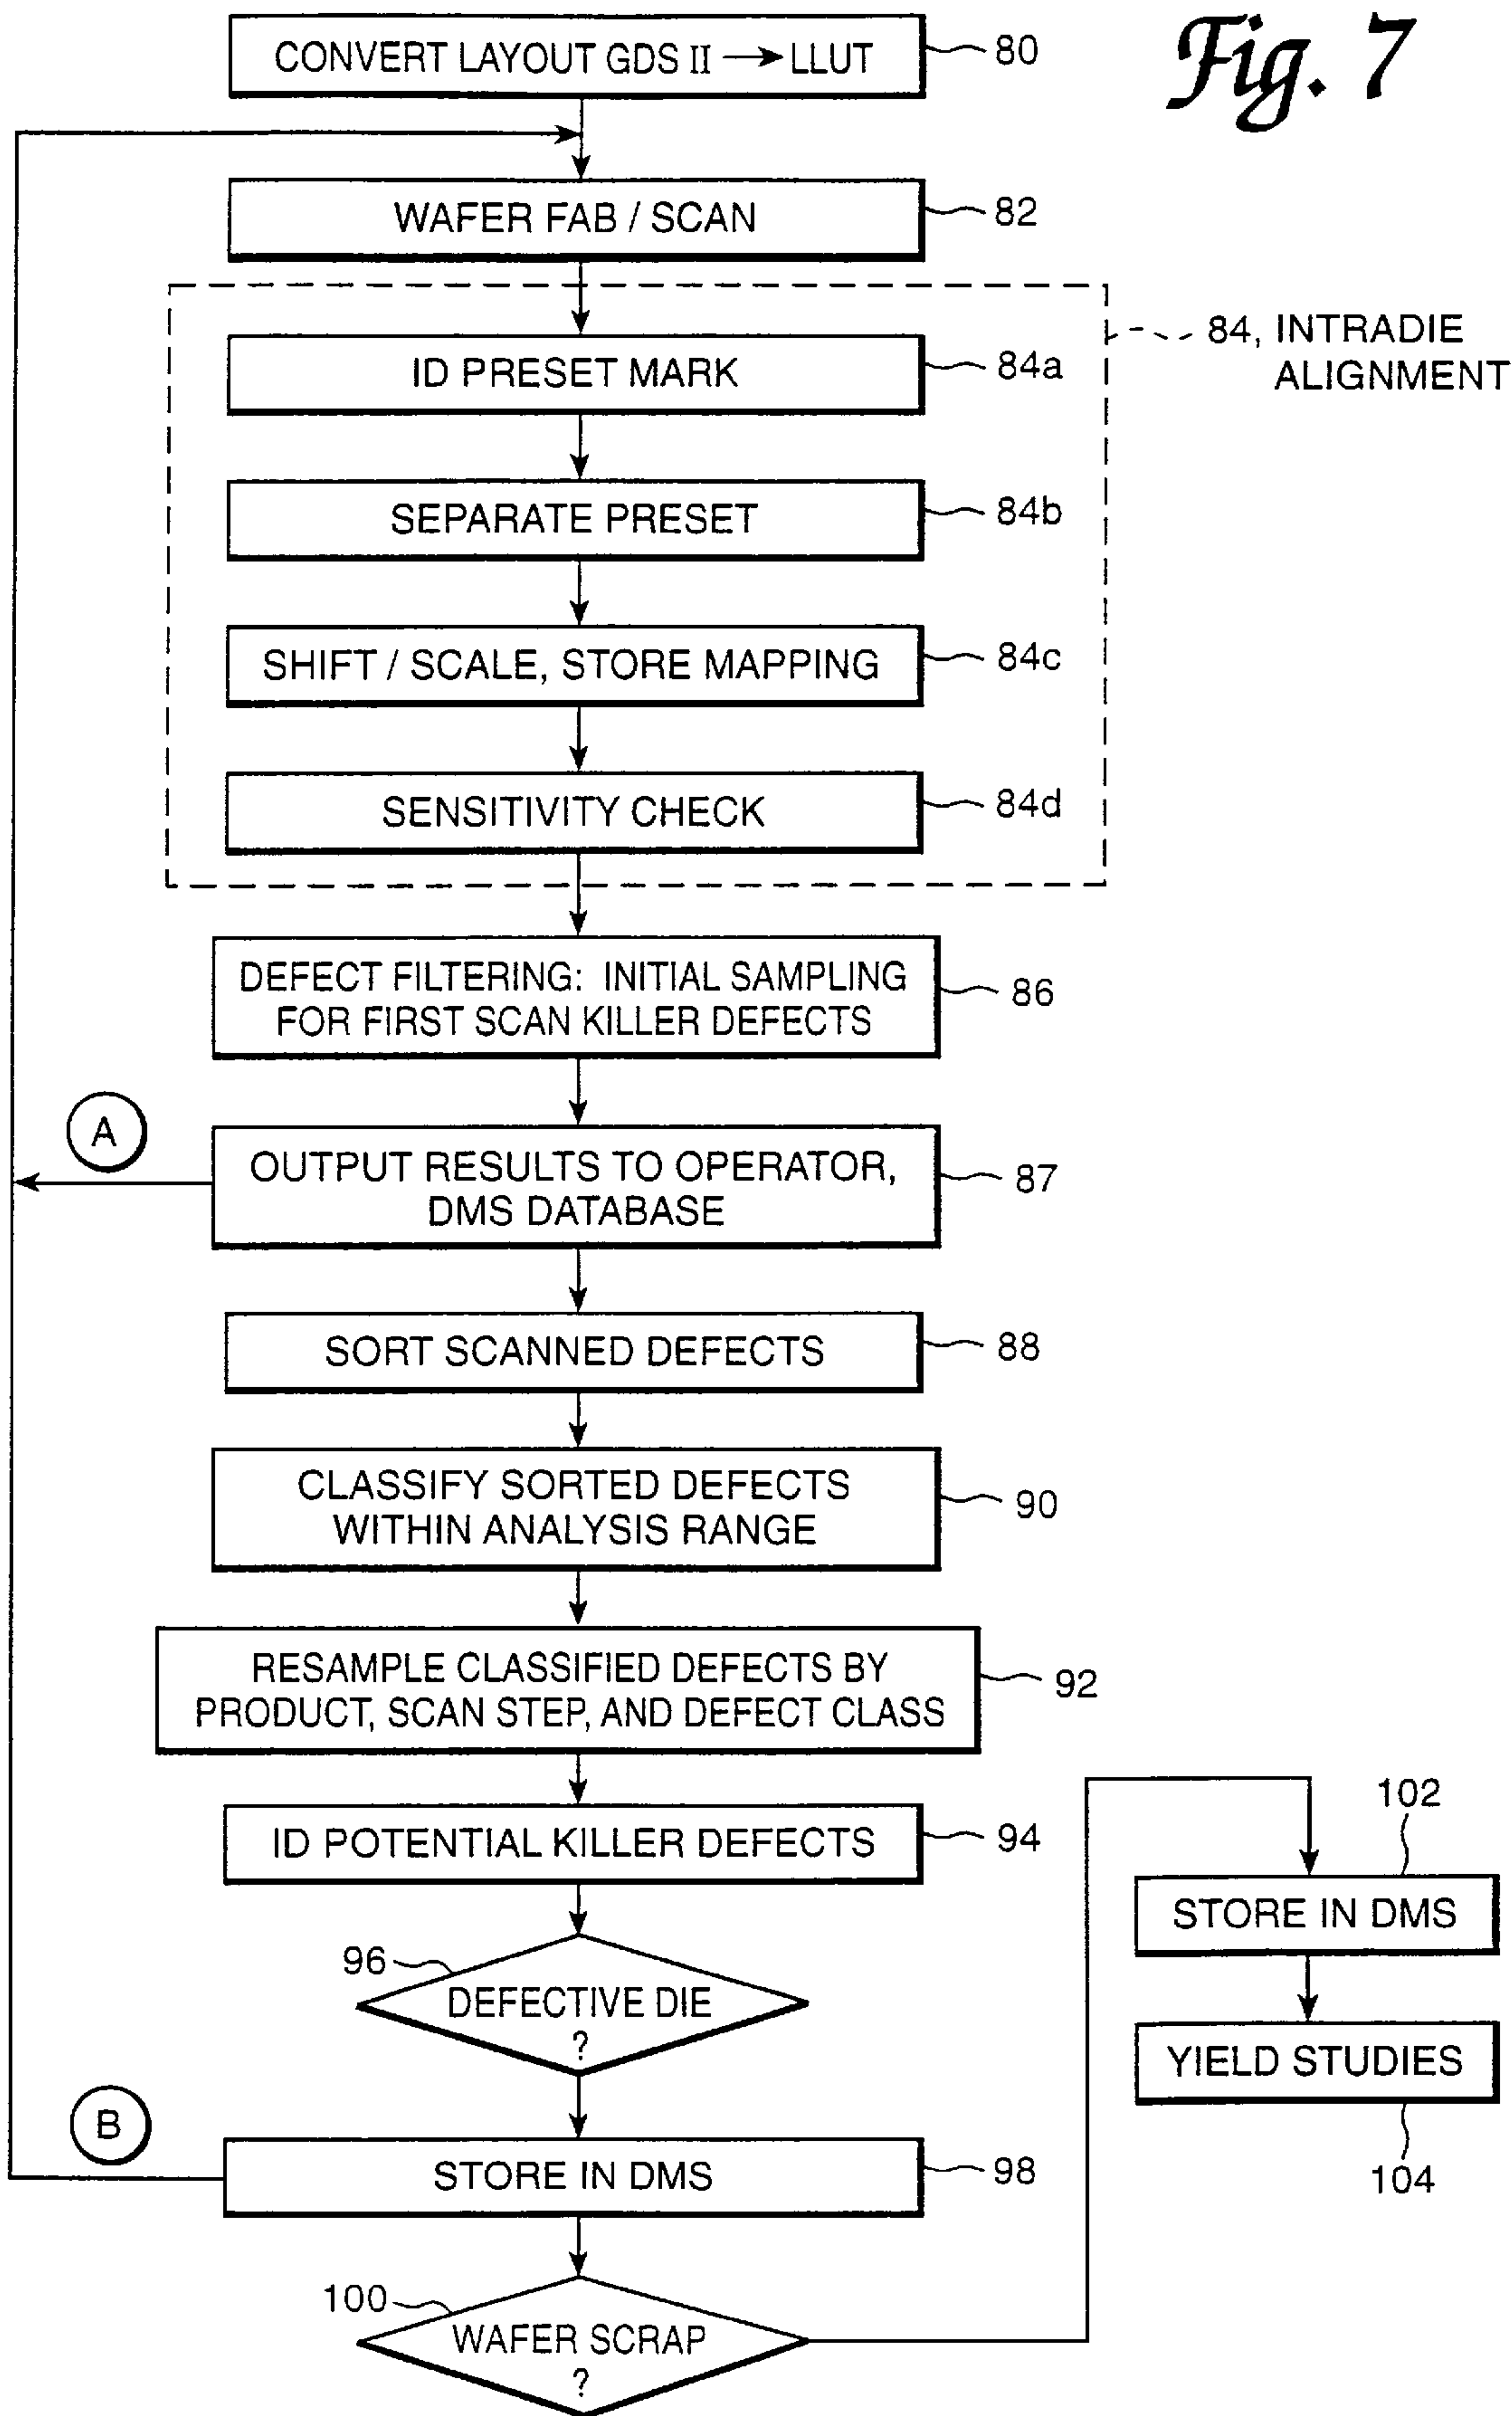 Fig. 7
CONVERT LAYOUT GDS II → LLUT
80
WAFER FAB / SCAN
82
84, INTRADIE
ALIGNMENT
ID PRESET MARK
84a
SEPARATE PRESET
84b
SHIFT / SCALE, STORE MAPPING
84c
SENSITIVITY CHECK
84d
DEFECT FILTERING: INITIAL SAMPLING
FOR FIRST SCAN KILLER DEFECTS
86
A
OUTPUT RESULTS TO OPERATOR,
DMS DATABASE
87
SORT SCANNED DEFECTS
88
CLASSIFY SORTED DEFECTS
WITHIN ANALYSIS RANGE
90
RESAMPLE CLASSIFIED DEFECTS BY
PRODUCT, SCAN STEP, AND DEFECT CLASS
92
ID POTENTIAL KILLER DEFECTS
94
96
DEFECTIVE DIE
?
B
STORE IN DMS
98
100
WAFER SCRAP
?
102
STORE IN DMS
YIELD STUDIES
104